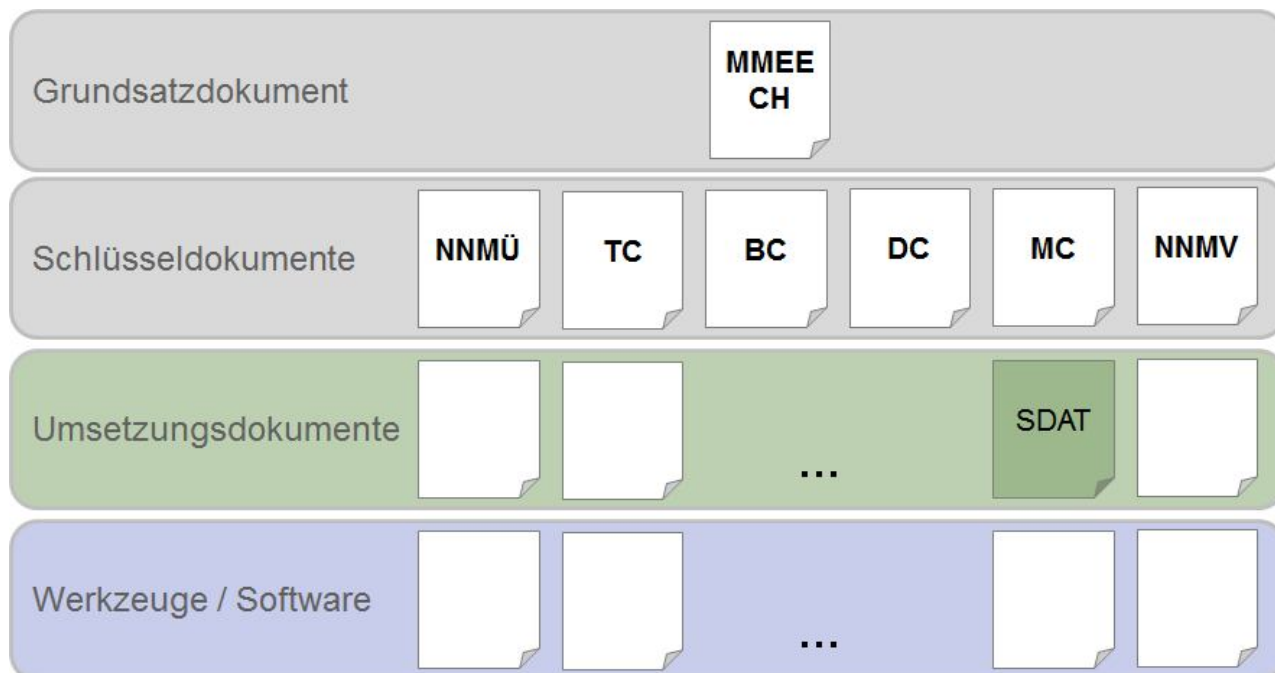 Grundsatzdokument
MMEE
CH
Schlüsseldokumente
NNMÜ
TC
BC
DC
MC
NNMV
Umsetzungsdokumente
...
SDAT
Werkzeuge / Software
...